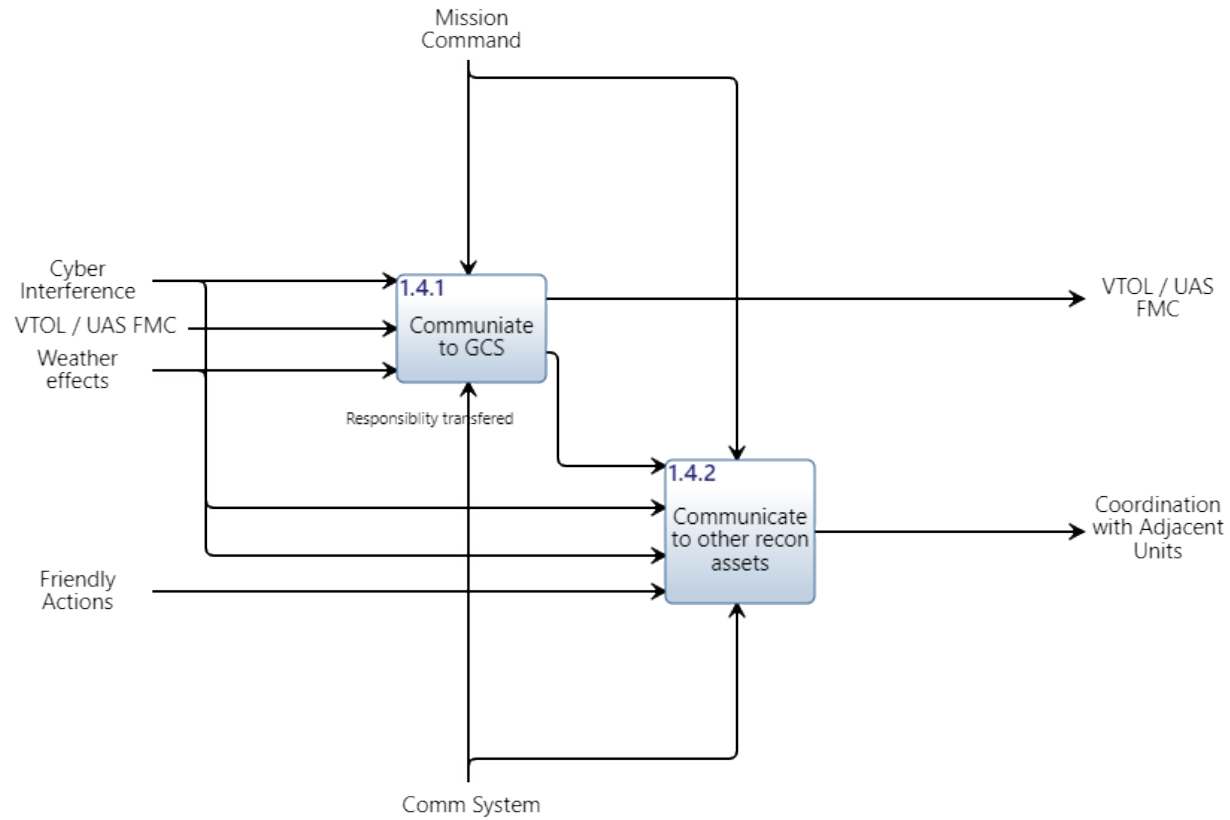 Mission
Command
Cyber
Interference
VTOL / UAS FMC
Weather
effects
1.4.1
Communiate
to GCS
VTOL / UAS
FMC
Responsiblity transfered
1.4.2
Communicate
to other recon
assets
Coordination
with Adjacent
Units
Friendly
Actions
Comm System